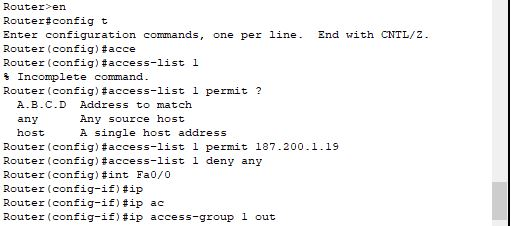 Router>en
Router#config t
Enter configuration commands, one per line.  End with CNTL/Z.
Router(config)#acce
Router(config)#access-list 1
% Incomplete command.
Router(config)#access-list 1 permit ?
  A.B.C.D  Address to match
  any      Any source host
  host     A single host address
Router(config)#access-list 1 permit 187.200.1.19
Router(config)#access-list 1 deny any
Router(config)#int Fa0/0
Router(config-if)#ip
Router(config-if)#ip ac
Router(config-if)#ip access-group 1 out